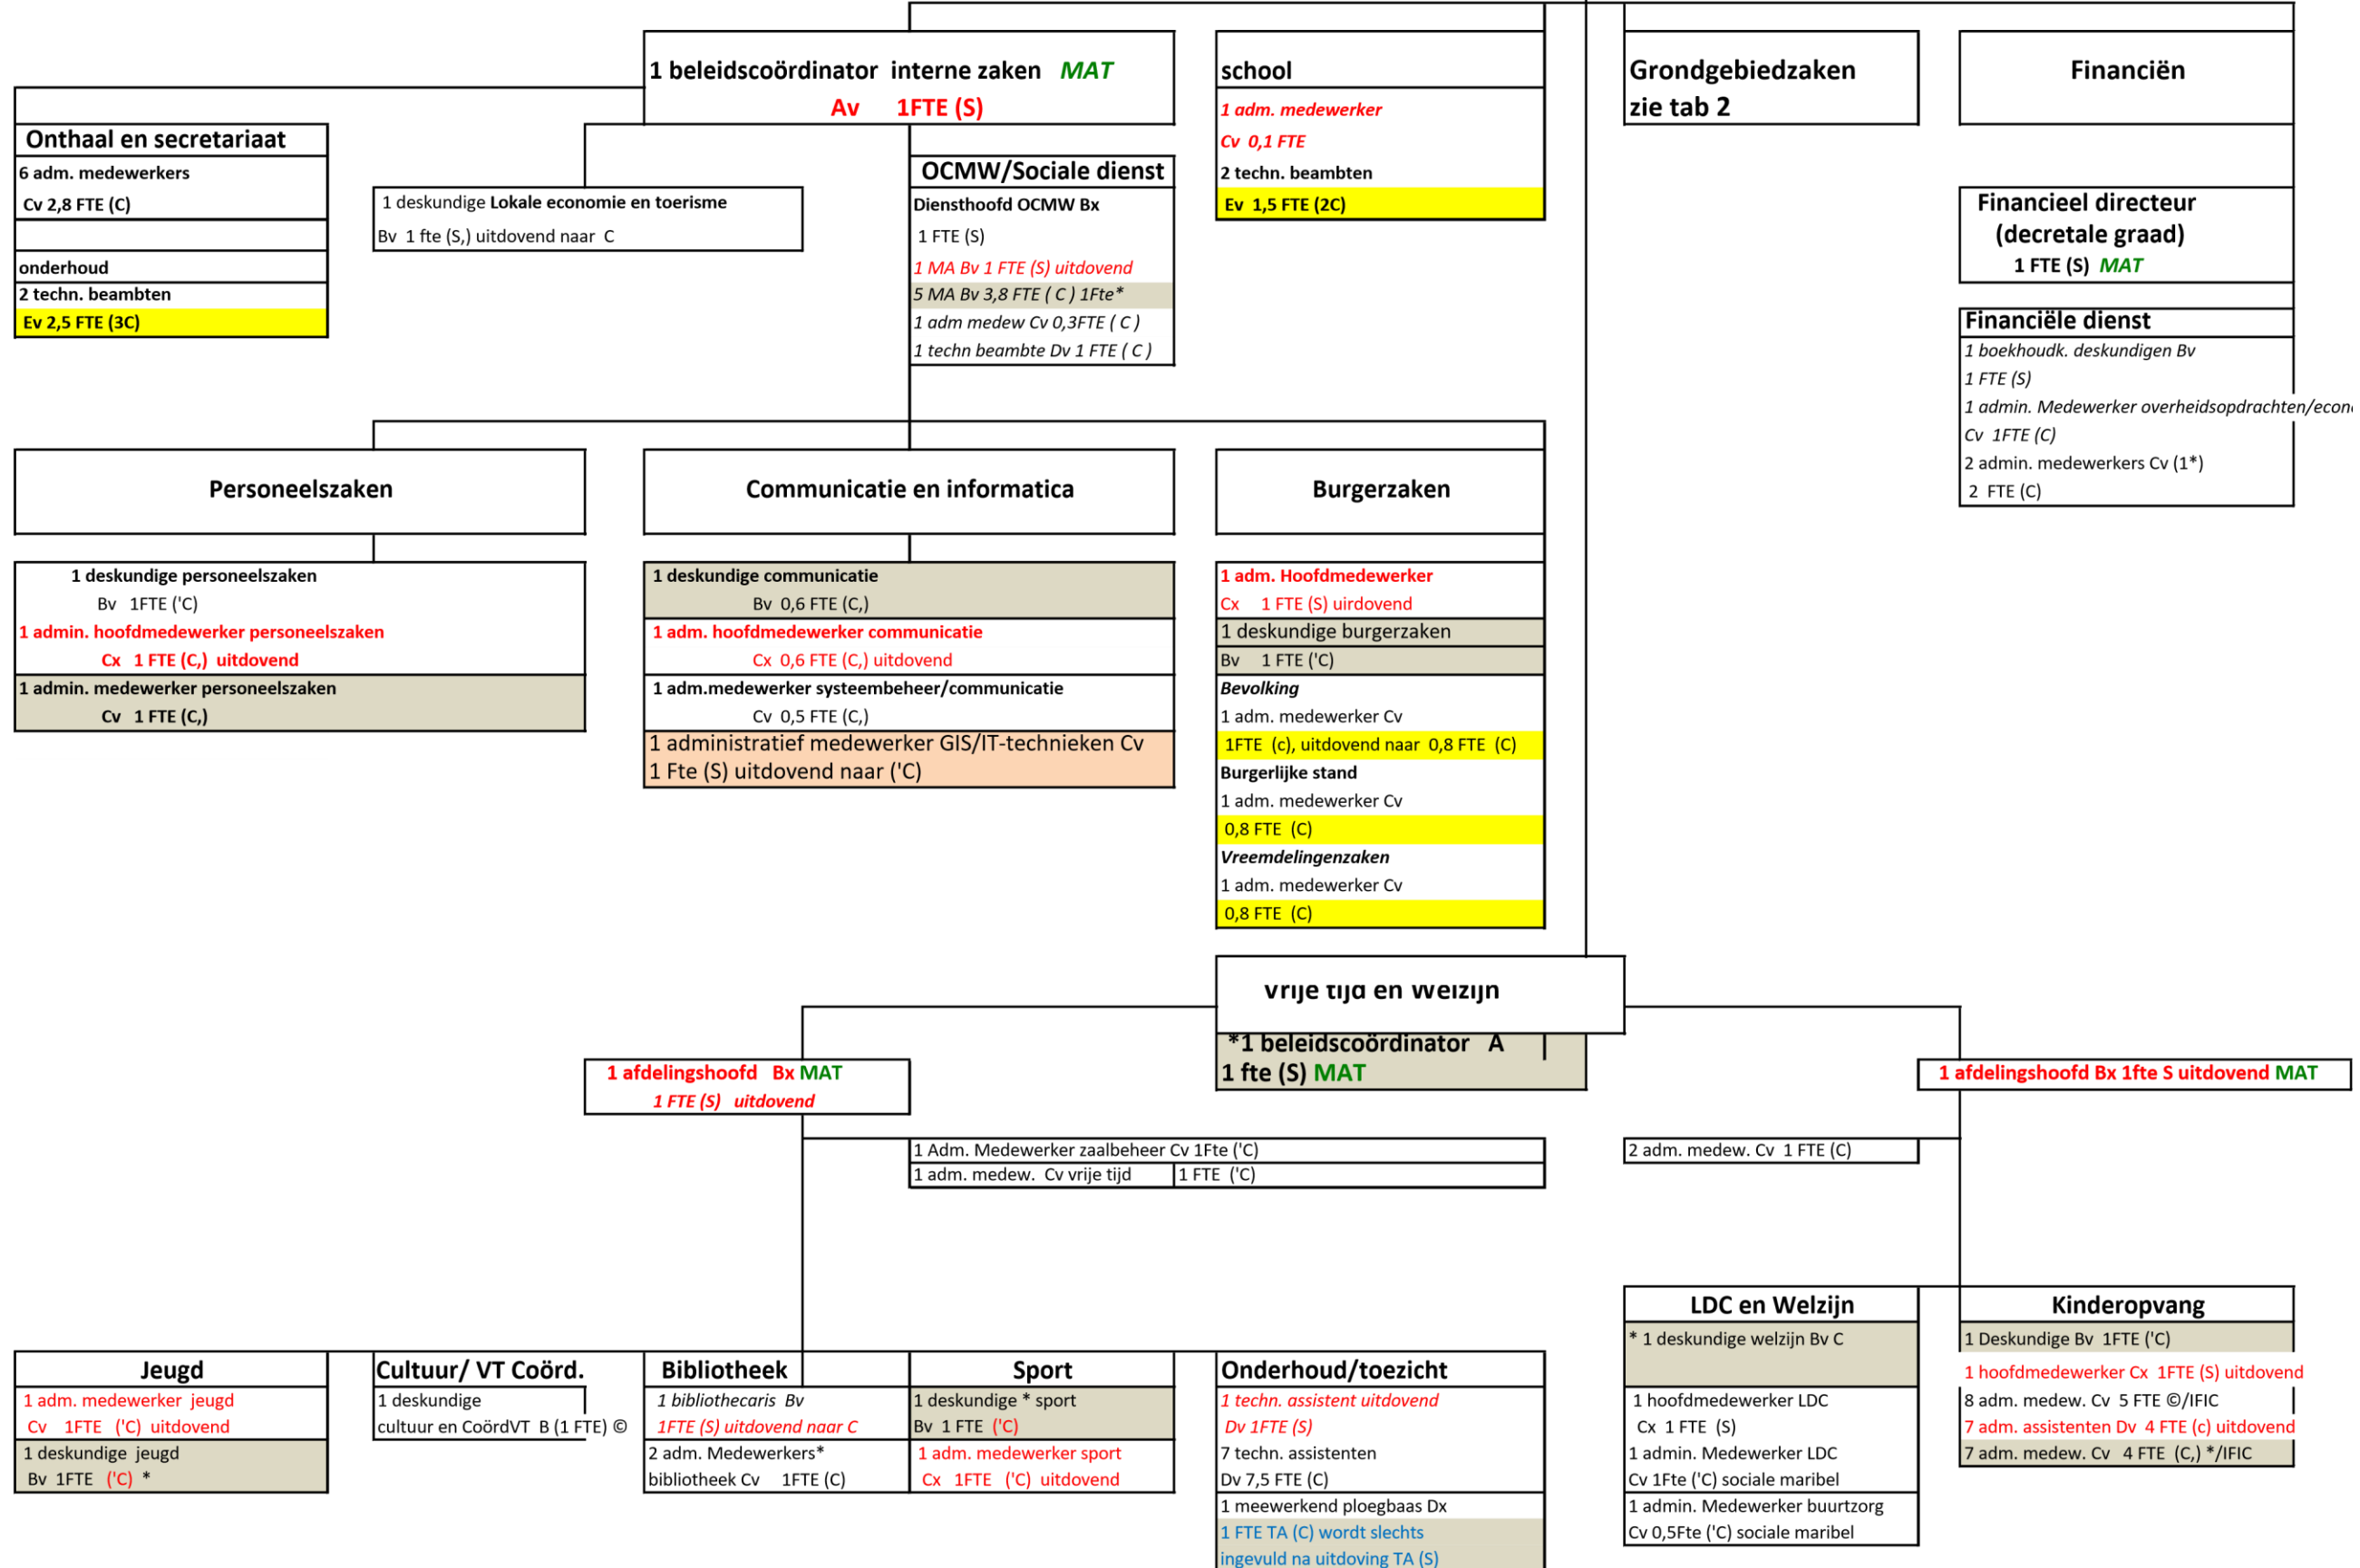 1 beleidscoördinator interne zaken MAT
Av 1FTE (S)
school
1 adm. medewerker
Cv 0,1 FTE
2 techn. beambten
Ev 1,5 FTE (2C)
Grondgebiedzaken
zie tab 2
Financiën
Onthaal en secretariaat
6 adm. medewerkers
Cv 2,8 FTE (C)
onderhoud
2 techn. beambten
Ev 2,5 FTE (3C)
1 deskundige Lokale economie en toerisme
Bv 1 fte (S,) uitdovend naar C
OCMW/Sociale dienst
Diensthoofd OCMW Bx
1 FTE (S)
1 MA Bv 1 FTE (S) uitdovend
5 MA Bv 3,8 FTE ( C ) 1Fte*
1 adm medew Cv 0,3FTE ( C )
1 techn beambte Dv 1 FTE ( C )
Financieel directeur
(decretale graad)
1 FTE (S) MAT
Financiële dienst
1 boekhoudk. deskundigen Bv
1 FTE (S)
1 admin. Medewerker overheidsopdrachten/econ
Cv 1FTE (C)
2 admin. medewerkers Cv (1*)
2 FTE (C)
Personeelszaken
1 deskundige personeelszaken
Bv 1FTE ('C)
1 admin. hoofdmedewerker personeelszaken
Cx 1 FTE (C,) uitdovend
1 admin. medewerker personeelszaken
Cv 1 FTE (C,)
Communicatie en informatica
1 deskundige communicatie
Bv 0,6 FTE (C,)
1 adm. hoofdmedewerker communicatie
Cx 0,6 FTE (C,) uitdovend
1 adm.medewerker systeembeheer/communicatie
Cv 0,5 FTE (C,)
1 administratief medewerker GIS/IT-technieken Cv
1 Fte (S) uitdovend naar ('C)
Burgerzaken
1 adm. Hoofdmedewerker
Cx 1 FTE (S) uirdovend
1 deskundige burgerzaken
Bv 1 FTE ('C)
Bevolking
1 adm. medewerker Cv
1FTE (c), uitdovend naar 0,8 FTE (C)
Burgerlijke stand
1 adm. medewerker Cv
0,8 FTE (C)
Vreemdelingenzaken
1 adm. medewerker Cv
0,8 FTE (C)
vrije tijd en welzijn
*1 beleidscoördinator A
1 fte (S) MAT
1 afdelingshoofd Bx MAT
1 FTE (S) uitdovend
1 afdelingshoofd Bx 1fte S uitdovend MAT
1 Adm. Medewerker zaalbeheer Cv 1Fte ('C)
1 adm. medew. Cv vrije tijd 1 FTE ('C)
2 adm. medew. Cv 1 FTE (C)
Jeugd
1 adm. medewerker jeugd
Cv 1FTE ('C) uitdovend
1 deskundige jeugd
Bv 1FTE ('C) *
Cultuur/ VT Coörd.
1 deskundige
cultuur en CoördVT B (1 FTE) ©
Bibliotheek
1 bibliothecaris Bv
1FTE (S) uitdovend naar C
2 adm. Medewerkers*
bibliotheek Cv 1FTE (C)
Sport
1 deskundige * sport
Bv 1 FTE ('C)
1 adm. medewerker sport
Cx 1FTE ('C) uitdovend
Onderhoud/toezicht
1 techn. assistent uitdovend
Dv 1FTE (S)
7 techn. assistenten
Dv 7,5 FTE (C)
1 meewerkend ploegbaas Dx
1 FTE TA (C) wordt slechts
ingevuld na uitdoving TA (S)
LDC en Welzijn
* 1 deskundige welzijn Bv C
1 hoofdmedewerker LDC
Cx 1 FTE (S)
1 admin. Medewerker LDC
Cv 1Fte ('C) sociale maribel
1 admin. Medewerker buurtzorg
Cv 0,5Fte ('C) sociale maribel
Kinderopvang
1 Deskundige Bv 1FTE ('C)
1 hoofdmedewerker Cx 1FTE (S) uitdovend
8 adm. medew. Cv 5 FTE ©/IFIC
7 adm. assistenten Dv 4 FTE (c) uitdovend
7 adm. medew. Cv 4 FTE (C,) */IFIC